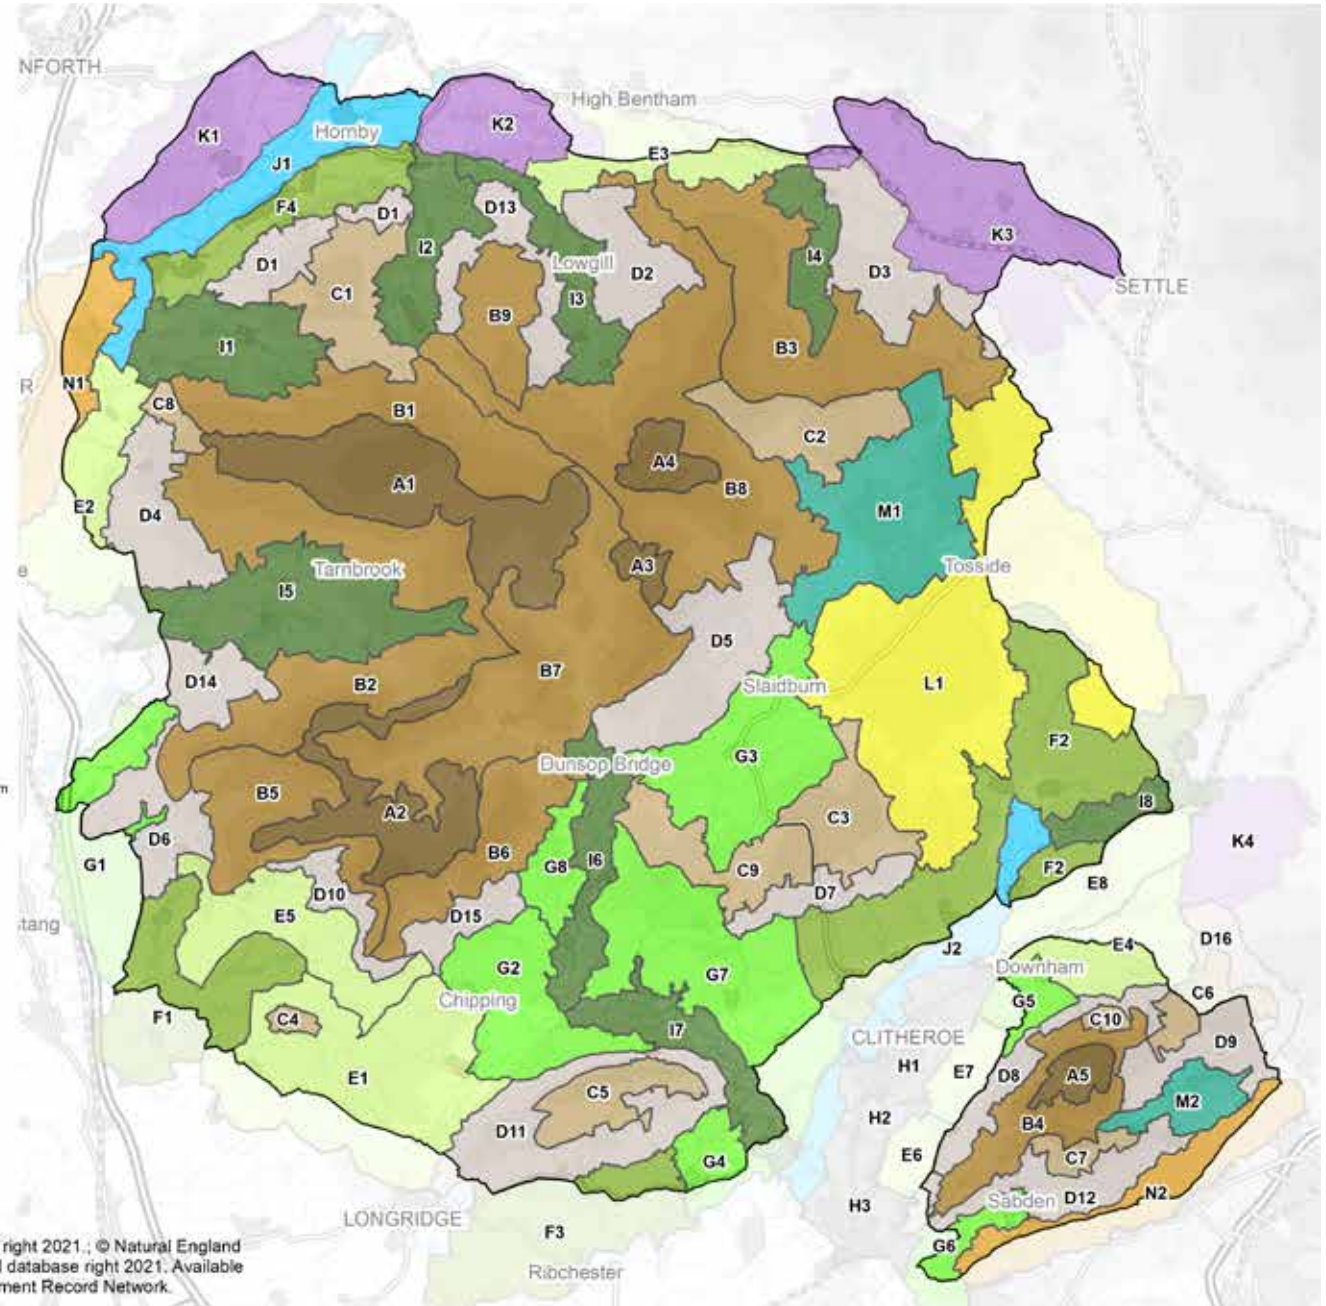 NFORTH
High Bentham
K1
K2
Hornby
E3
J1
D1
D13
F4
K3
I2
I4
D1
Lowgill
D2
D3
C1
I3
SETTLE
B9
I1
B3
R
N1
C8
B1
C2
A4
A1
B8
E2
D4
M1
A3
Tosside
e
Tarnbrook
I5
D5
B7
D14
B2
Slaidburn
L1
F2
G3
Dunsop Bridge
m
B5
A2
I8
C3
D6
B6
K4
G1
G8
I6
C9
F2
D10
D7
E8
E5
D15
tang
D16
E4
J2
G2
G7
Downham
Chipping
C6
G5
F1
C4
I7
C10
CLITHEROE
D9
E1
H1
E7
D8
A5
C5
M2
H2
B4
D11
E6
C7
G4
Sabden
D12
N2
LONGRIDGE
H3
F3
G6
right 2021.; © Natural England
database right 2021. Available
ment Record Network.
Ribchester